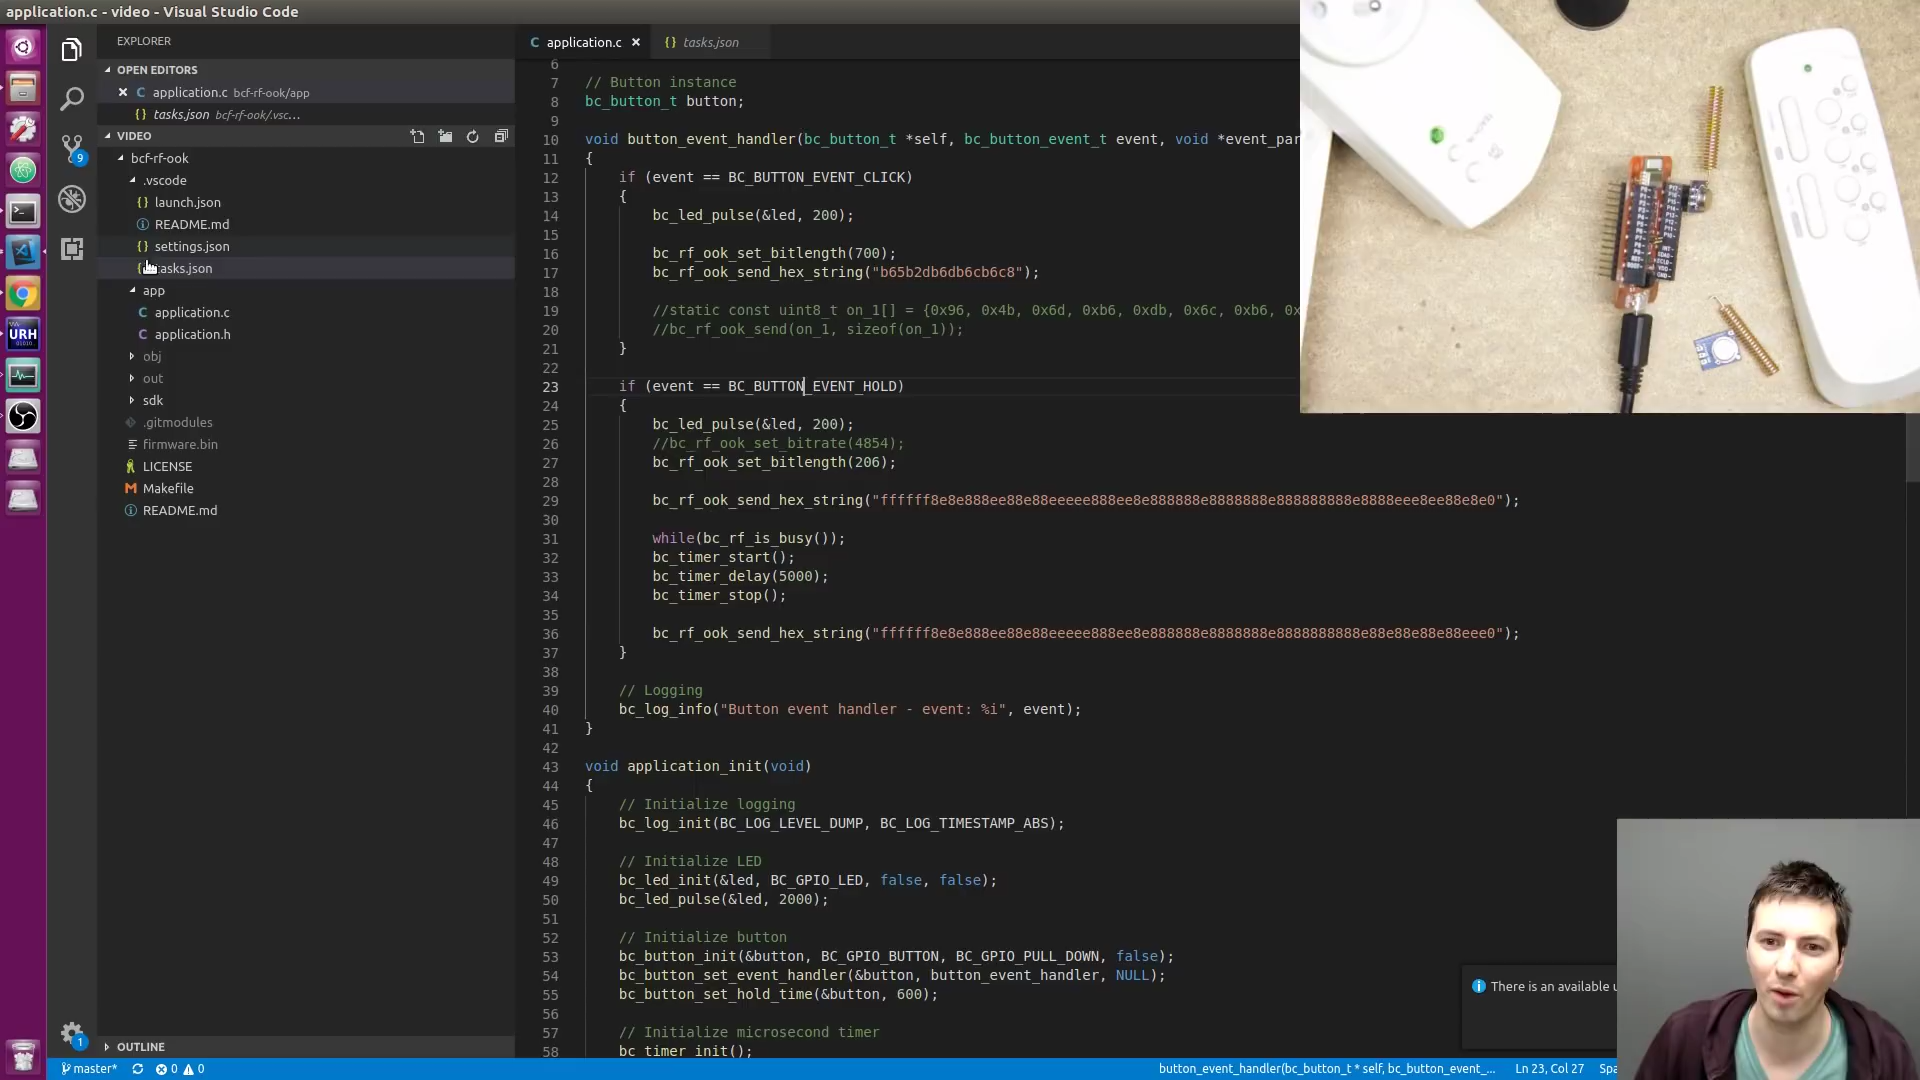 application.c - video - Visual Studio Code
EXPLORER
OPEN EDITORS
application.c bcf-rf-ook/app
tasks.json bcf-rf-ook/.vsc...
VIDEO
bcf-rf-ook
.vscode
launch.json
README.md
settings.json
tasks.json
app
application.c
application.h
obj
out
sdk
.gitmodules
firmware.bin
LICENSE
Makefile
README.md
OUTLINE
9
1
URH
application.c
tasks.json
6
7 // Button instance
8 bc_button_t button;
9
10 void button_event_handler(bc_button_t *self, bc_button_event_t event, void *event_par
11 {
12 if (event == BC_BUTTON_EVENT_CLICK)
13 {
14 bc_led_pulse(&led, 200);
15
16 bc_rf_ook_set_bitlength(700);
17 bc_rf_ook_send_hex_string("b65b2db6db6cb6c8");
18
19 //static const uint8_t on_1[] = {0x96, 0x4b, 0x6d, 0xb6, 0xdb, 0x6c, 0xb6, 0x
20 //bc_rf_ook_send(on_1, sizeof(on_1));
21 }
22
23 if (event == BC_BUTTON_EVENT_HOLD)
24 {
25 bc_led_pulse(&led, 200);
26 //bc_rf_ook_set_bitrate(4854);
27 bc_rf_ook_set_bitlength(206);
28
29 bc_rf_ook_send_hex_string("ffffff8e8e888ee88e88eeeee888ee8e888888e8888888e888888888e8888eee8ee88e8e0");
30
31 while(bc_rf_is_busy());
32 bc_timer_start();
33 bc_timer_delay(5000);
34 bc_timer_stop();
35
36 bc_rf_ook_send_hex_string("ffffff8e8e888ee88e88eeeee888ee8e888888e8888888e8888888888e88e88e88e88eee0");
37 }
38
39 // Logging
40 bc_log_info("Button event handler - event: %i", event);
41 }
42
43 void application_init(void)
44 {
45 // Initialize logging
46 bc_log_init(BC_LOG_LEVEL_DUMP, BC_LOG_TIMESTAMP_ABS);
47
48 // Initialize LED
49 bc_led_init(&led, BC_GPIO_LED, false, false);
50 bc_led_pulse(&led, 2000);
51
52 // Initialize button
53 bc_button_init(&button, BC_GPIO_BUTTON, BC_GPIO_PULL_DOWN, false);
54 bc_button_set_event_handler(&button, button_event_handler, NULL);
55 bc_button_set_hold_time(&button, 600);
56
57 // Initialize microsecond timer
58 bc_timer_init();
There is an available u
master* 0 0
button_event_handler(bc_button_t * self, bc_button_event_... Ln 23, Col 27 Spa